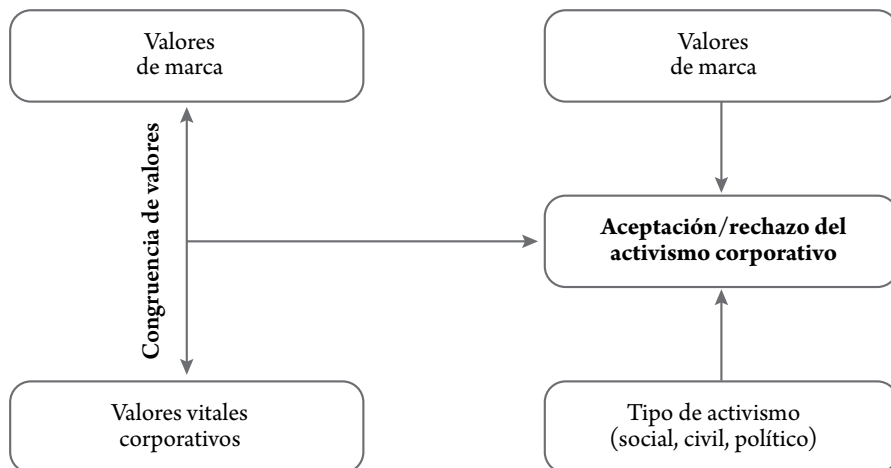 Valores
de marca
Valores
de marca
Congruencia de valores
Aceptación/rechazo del
activismo corporativo
Valores vitales
corporativos
Tipo de activismo
(social, civil, político)